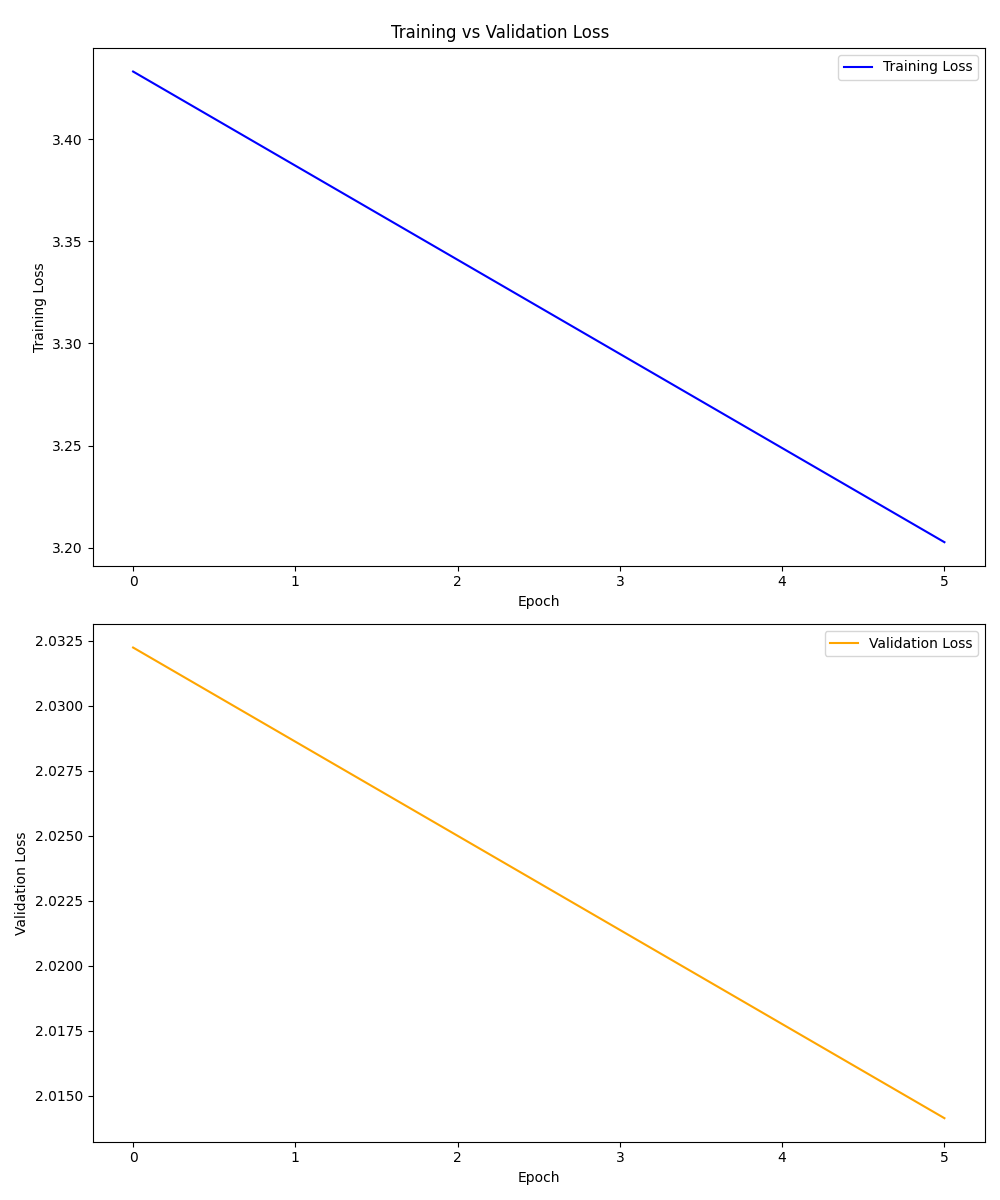 Training vs Validation Loss
Training Loss
3.40
3.35
3.30
3.25
3.20
Training Loss
0 1 2 3 4 5
Epoch
Validation Loss
2.0325
2.0300
2.0275
2.0250
2.0225
2.0200
2.0175
2.0150
Validation Loss
0 1 2 3 4 5
Epoch